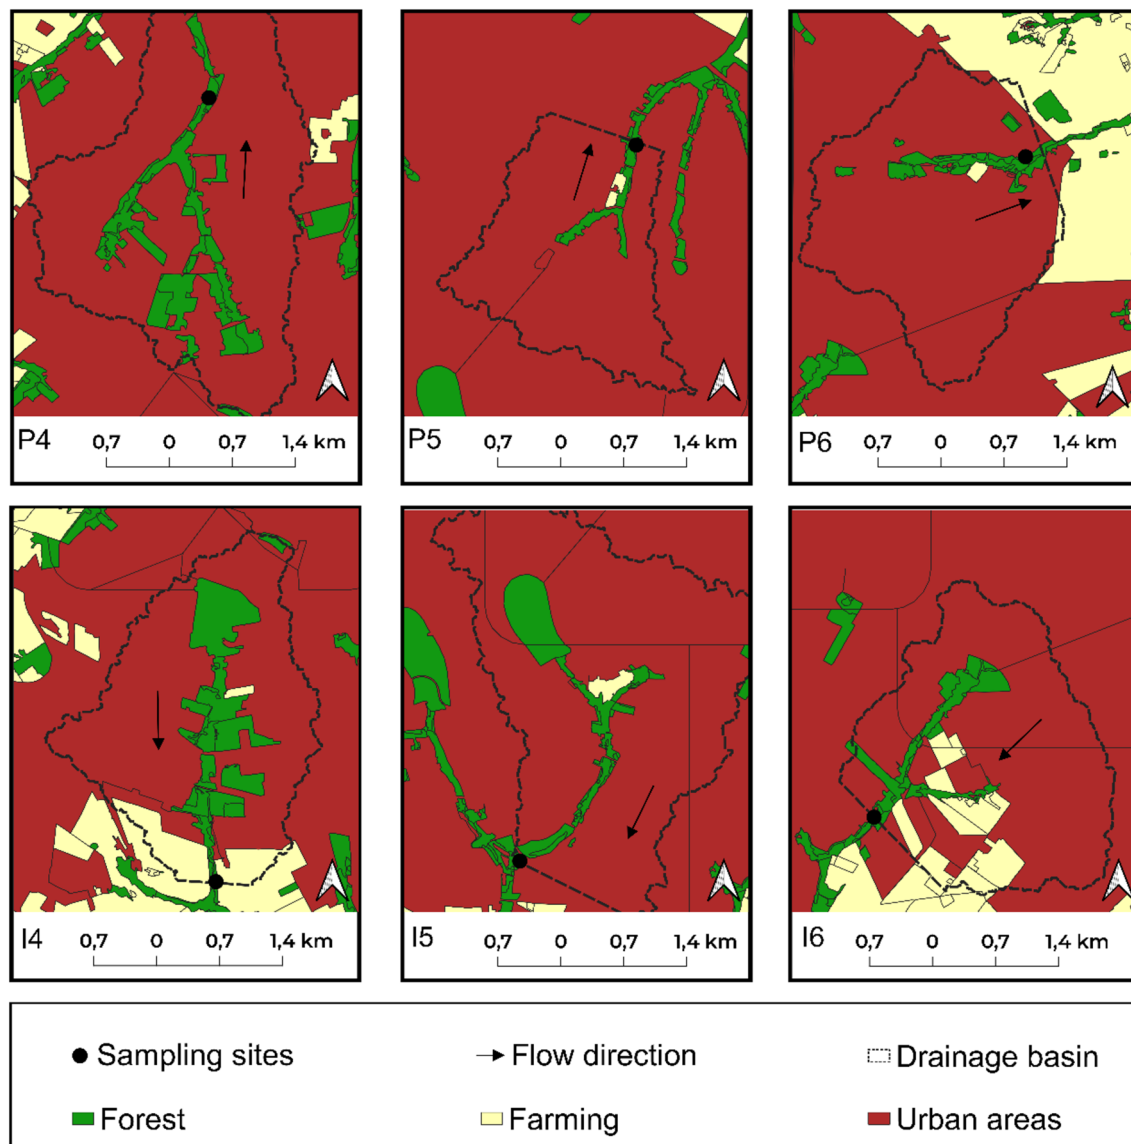 P4 0,7 0 0,7 1,4 km
P5 0,7 0 0,7 1,4 km
P6 0,7 0 0,7 1,4 km
I4 0,7 0 0,7 1,4 km
I5 0,7 0 0,7 1,4 km
I6 0,7 0 0,7 1,4 km
Sampling sites Flow direction Drainage basin
Forest Farming Urban areas